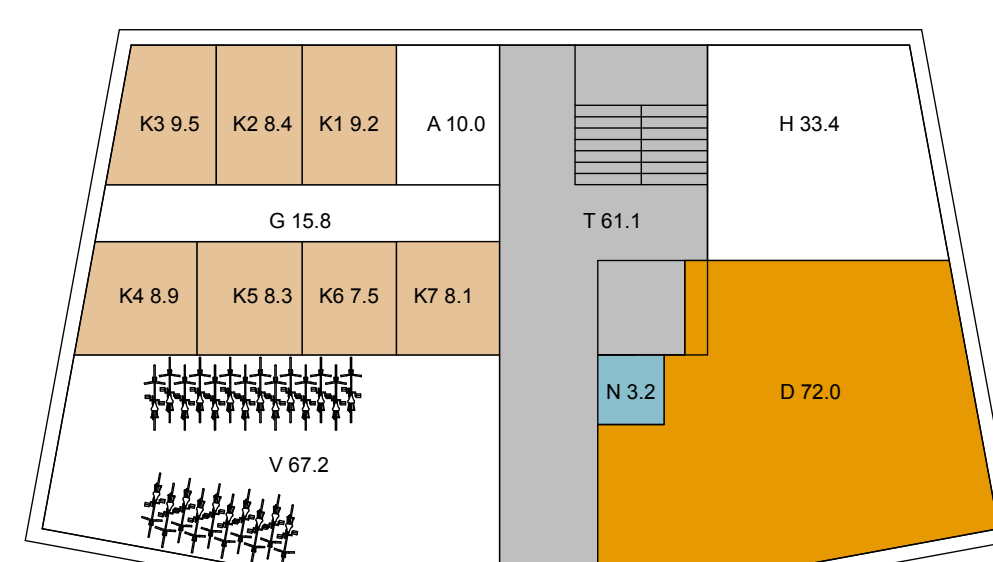 K3 9.5
K2 8.4
K1 9.2
A 10.0
H 33.4
G 15.8
T 61.1
K4 8.9
K5 8.3
K6 7.5
K7 8.1
N 3.2
D 72.0
V 67.2